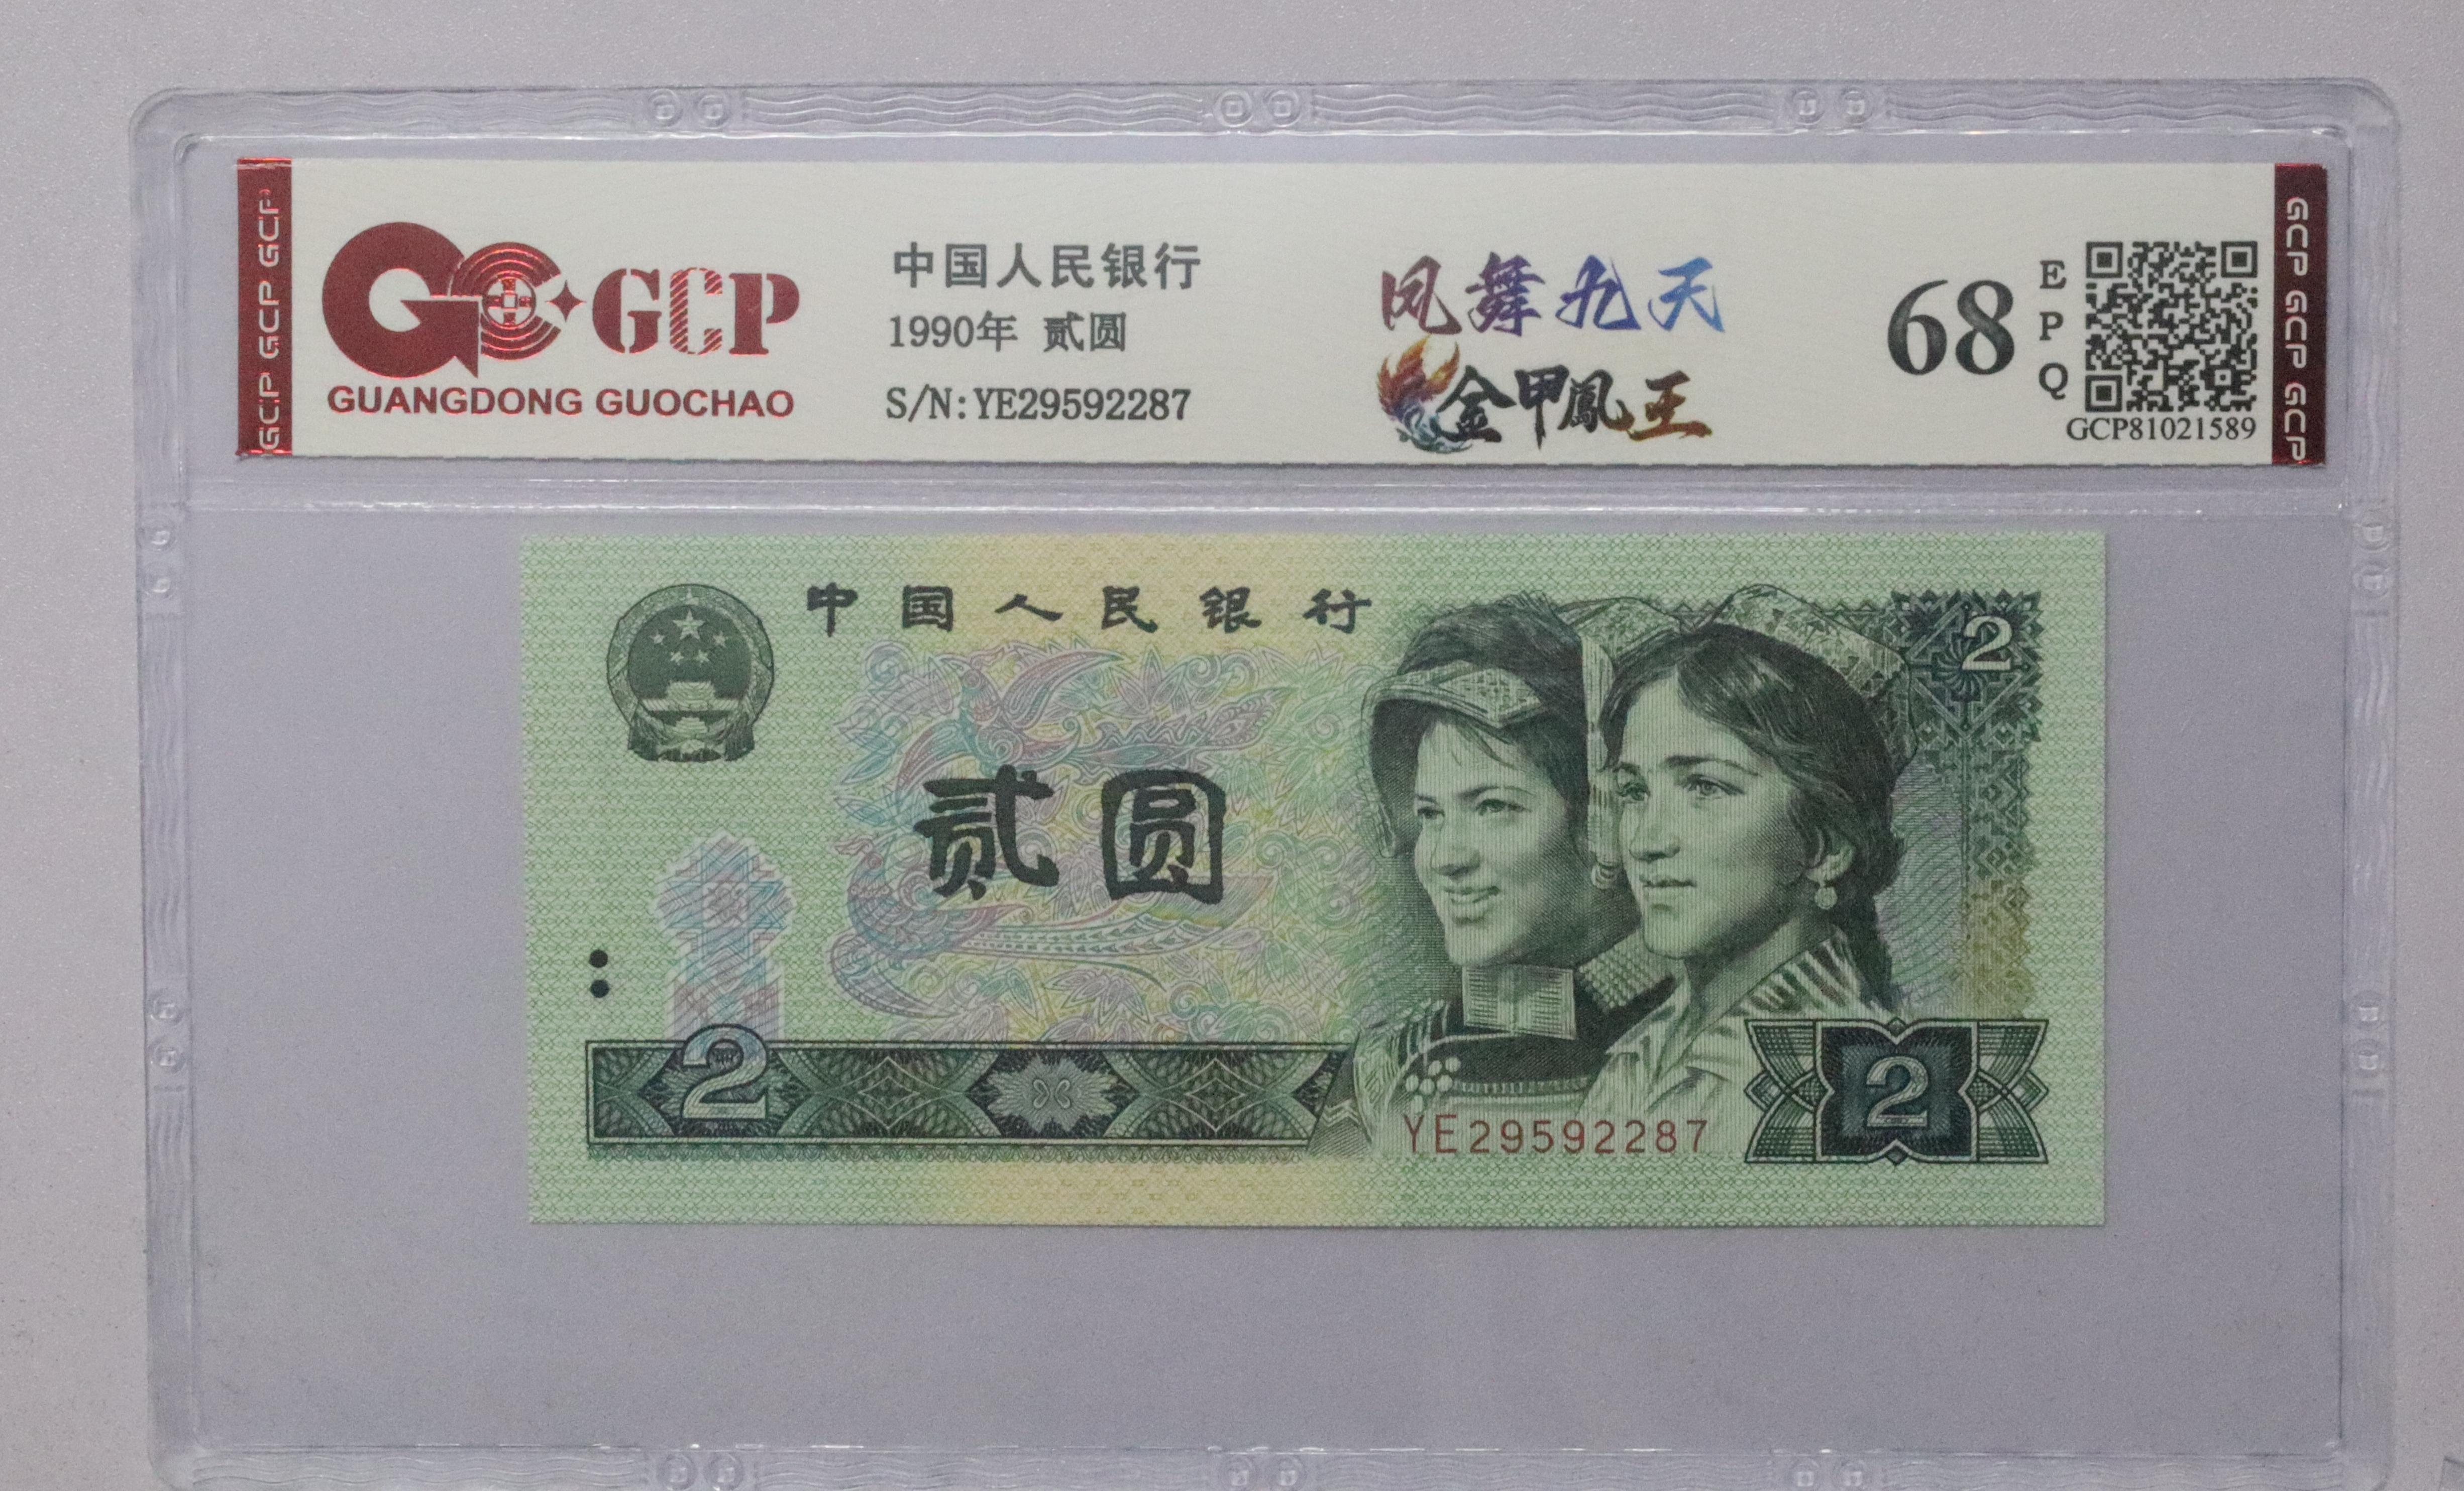 GCP GCP GCP
GCP
GUANGDONG GUOCHAO
中国人民银行
1990年 贰圆
S/N:YE29592287
凤舞九天
金甲鳳王
68
EPQ
GCP81021589
GCP GCP GCP
中国人民银行
贰圆
2
2
2
YE29592287